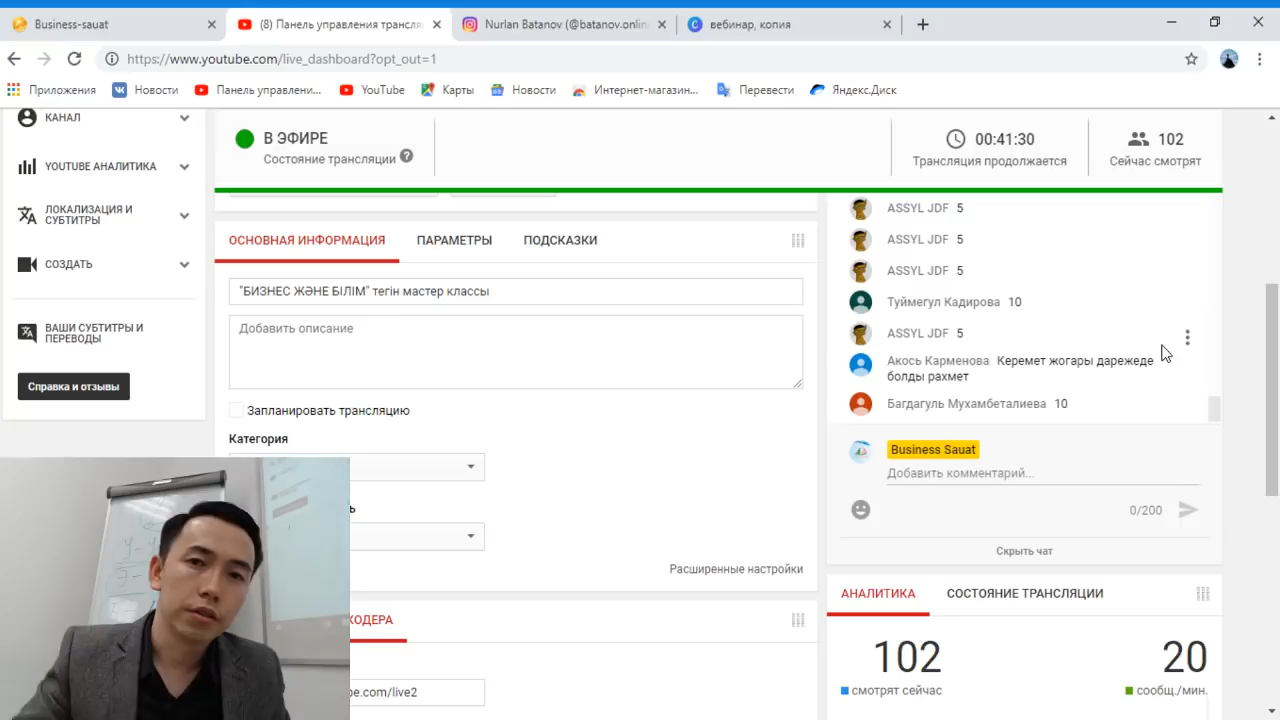 Business-sauat
(8) Панель управления трансля
Nurlan Batanov (@batanov.onlin
вебинар, копия
https://www.youtube.com/live_dashboard?opt_out=1
Приложения
Новости
Панель управлени...
YouTube
Карты
Новости
Интернет-магазин...
Перевести
Яндекс.Диск
КАНАЛ
YOUTUBE АНАЛИТИКА
ЛОКАЛИЗАЦИЯ И
СУБТИТРЫ
СОЗДАТЬ
ВАШИ СУБТИТРЫ И
ПЕРЕВОДЫ
Справка и отзывы
В ЭФИРЕ
Состояние трансляции
00:41:30
Трансляция продолжается
102
Сейчас смотрят
ОСНОВНАЯ ИНФОРМАЦИЯ
ПАРАМЕТРЫ
ПОДСКАЗКИ
"БИЗНЕС ЖӘНЕ БІЛІМ" тегін мастер классы
Добавить описание
Запланировать трансляцию
Категория
ь
Расширенные настройки
КОДЕРА
be.com/live2
ASSYL JDF 5
ASSYL JDF 5
ASSYL JDF 5
Туймегул Кадирова 10
ASSYL JDF 5
Акось Карменова Керемет жогары дарежеде
болды рахмет
Багдагуль Мухамбеталиева 10
Business Sauat
Добавить комментарий...
0/200
Скрыть чат
АНАЛИТИКА
СОСТОЯНИЕ ТРАНСЛЯЦИИ
102
смотрят сейчас
20
сообщ./мин.